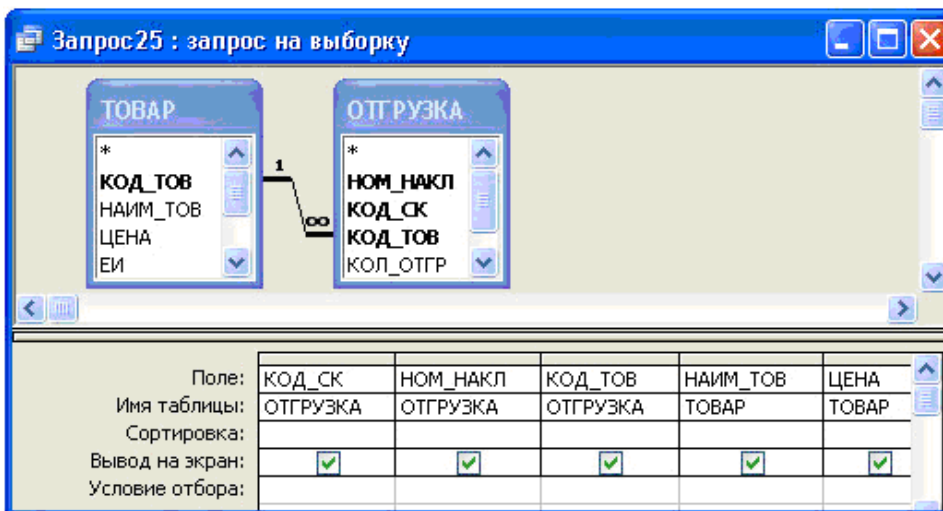 Запрос25 : запрос на выборку
ТОВАР
*
КОД_ТОВ
НАИМ_ТОВ
ЦЕНА
ЕИ
1
∞
ОТГРУЗКА
*
НОМ_НАКЛ
КОД_СК
КОД_ТОВ
КОЛ_ОТГР
Поле: КОД_СК НОМ_НАКЛ КОД_ТОВ НАИМ_ТОВ ЦЕНА
Имя таблицы: ОТГРУЗКА ОТГРУЗКА ОТГРУЗКА ТОВАР ТОВАР
Сортировка:
Вывод на экран:
Условие отбора: